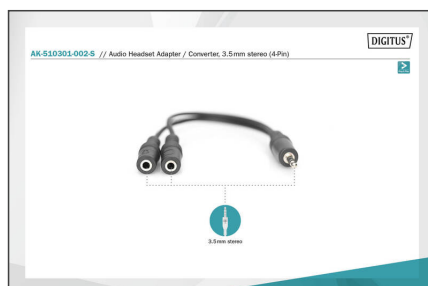 DIGITUS®
AK-510301-002-S // Audio Headset Adapter / Converter, 3.5 mm stereo (4-Pin)
3.5 mm stereo